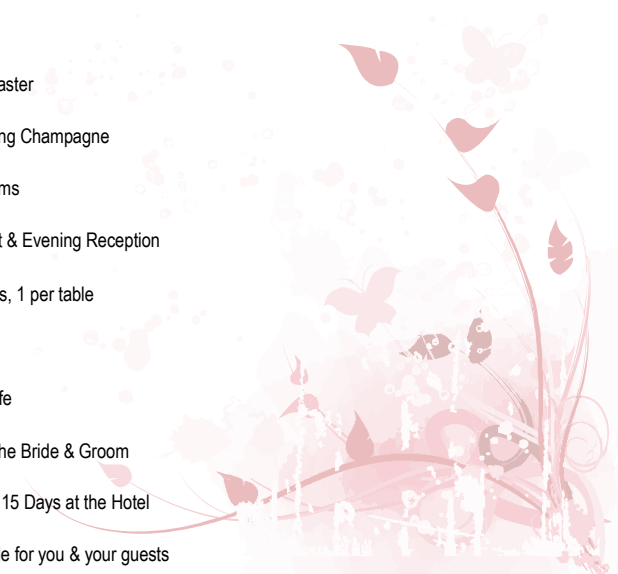 aster
ng Champagne
ms
t & Evening Reception
s, 1 per table
fe
he Bride & Groom
15 Days at the Hotel
e for you & your guests